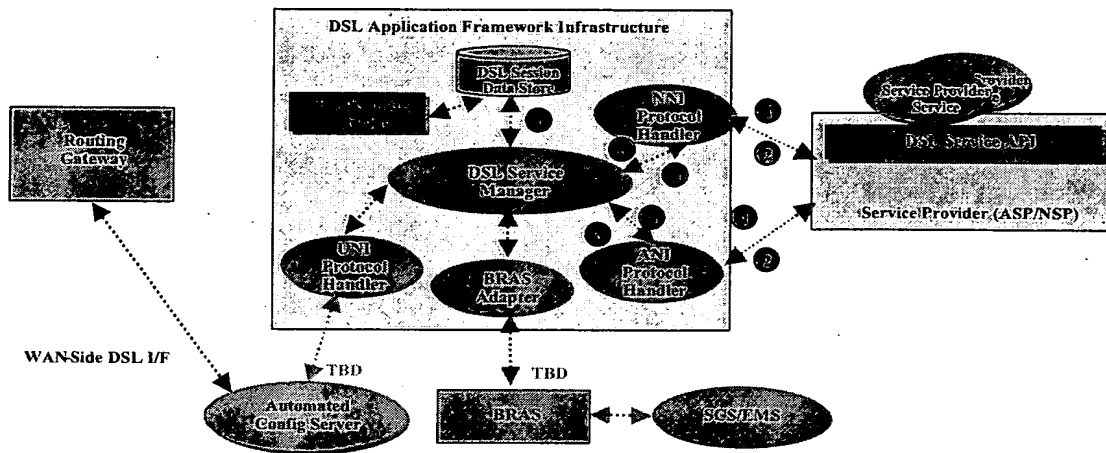 DSL Application Framework Infrastructure
DSL Session
Data Store
NNI
Protocol
Handler
Service Provider
Service
DSL Service API
Service Provider (ASP/NSP)
Routing
Gateway
DSL Service
Manager
UNI
Protocol
Handler
BRAS
Adapter
ANI
Protocol
Handler
WAN-Side DSL I/F
TBD
TBD
Automated
Config Server
BRAS
SCS/EMS